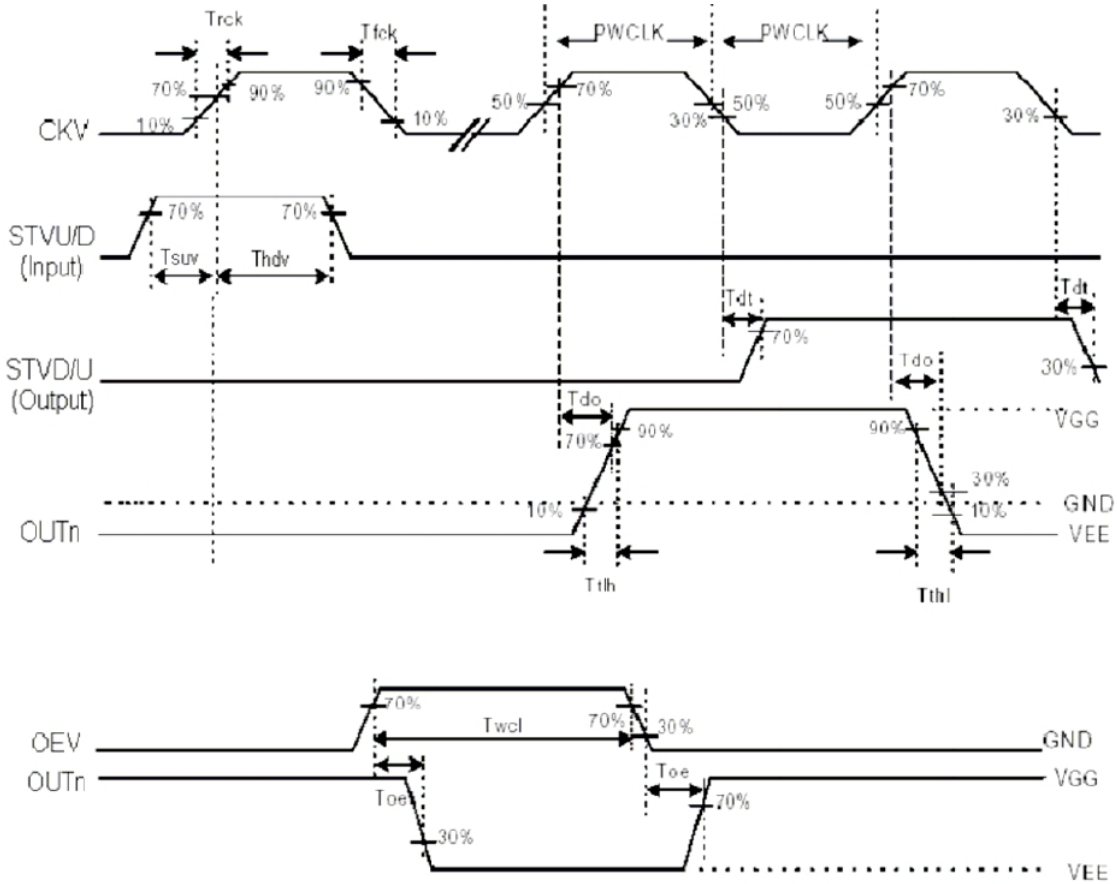 Trck
Tfck
PWCLK
PWCLK
70%
90%
90%
70%
50%
50%
50%
70%
10%
10%
30%
30%
CKV
70%
70%
STVU/D
(Input)
Tsuv
Thdv
Tdt
Tdt
70%
STVD/U
(Output)
Tdo
30%
Tdo
VGG
70%
90%
90%
30%
10%
GND
10%
OUTn
VEE
Ttlh
Tthl
70%
70%
30%
Twcl
OEV
GND
OUTn
Toe
VGG
Toe
70%
30%
VEE